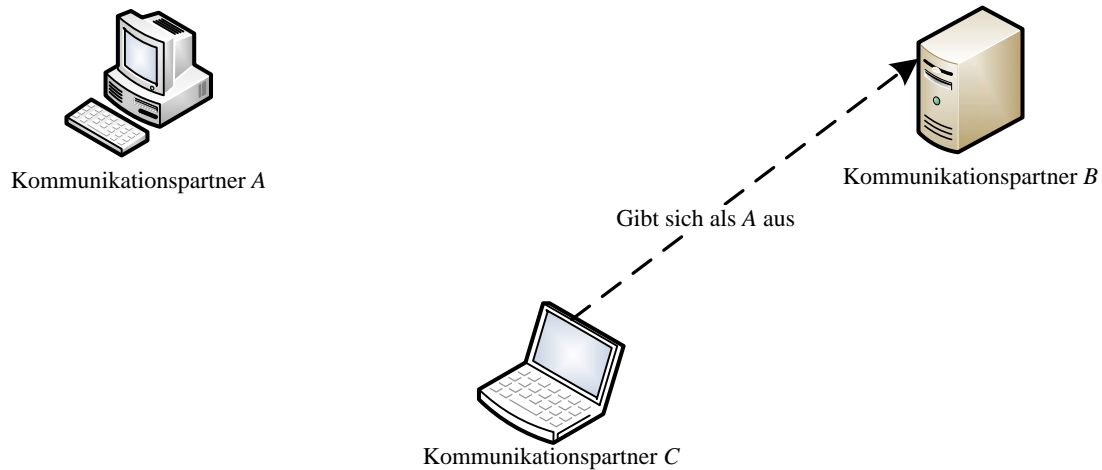 Kommunikationspartner A
Kommunikationspartner B
Gibt sich als A aus
Kommunikationspartner C